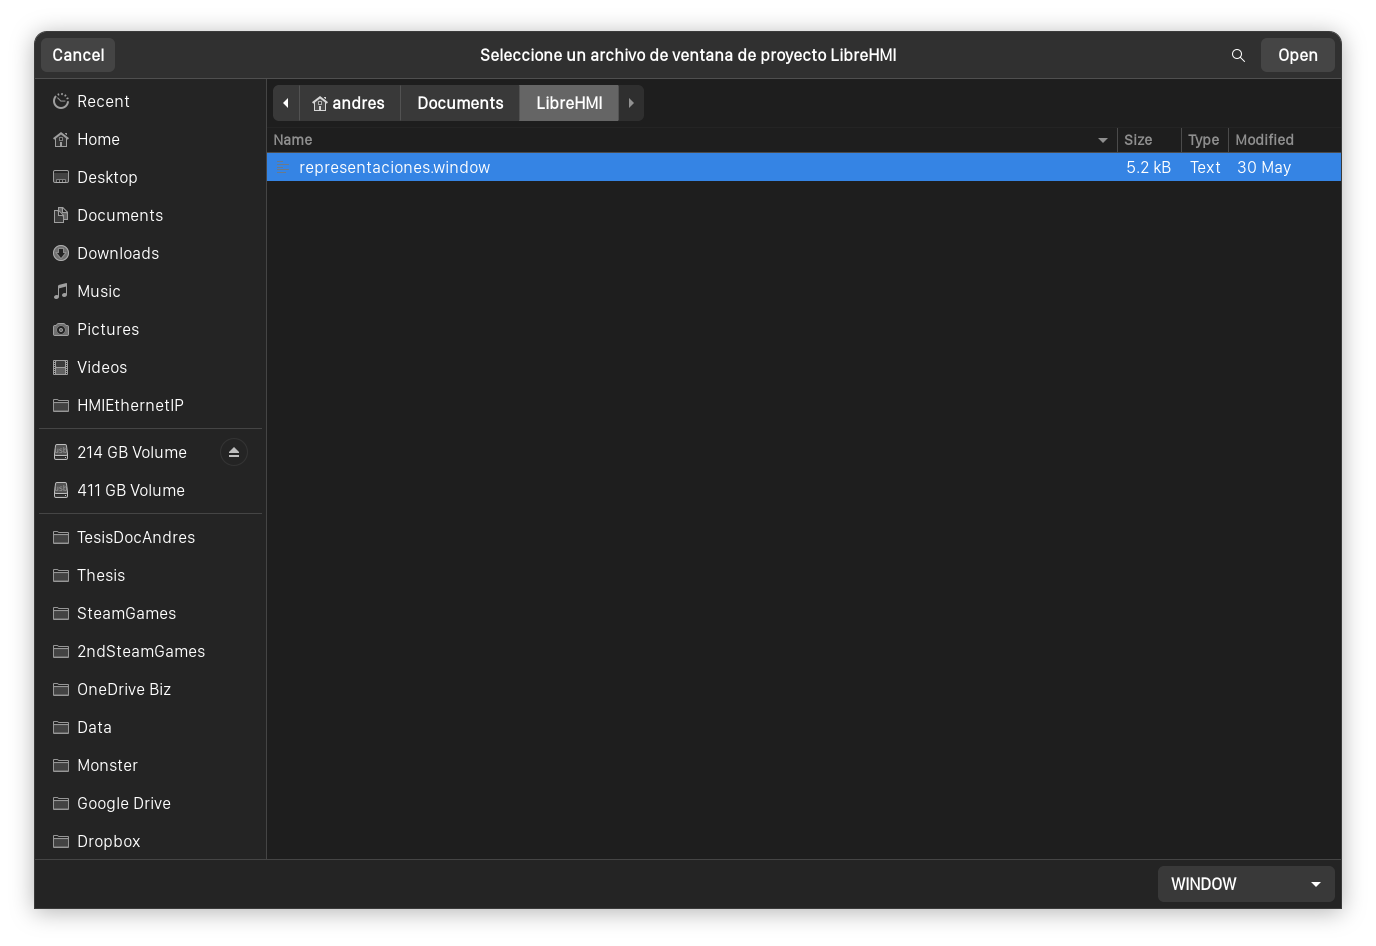 Cancel
Seleccione un archivo de ventana de proyecto LibreHMI
Open
Recent
Home
Desktop
Documents
Downloads
Music
Pictures
Videos
HMIEthernetIP
214 GB Volume
411 GB Volume
TesisDocAndres
Thesis
SteamGames
2ndSteamGames
OneDrive Biz
Data
Monster
Google Drive
Dropbox
andres Documents LibreHMI
Name Size Type Modified
representaciones.window 5.2 kB Text 30 May
WINDOW